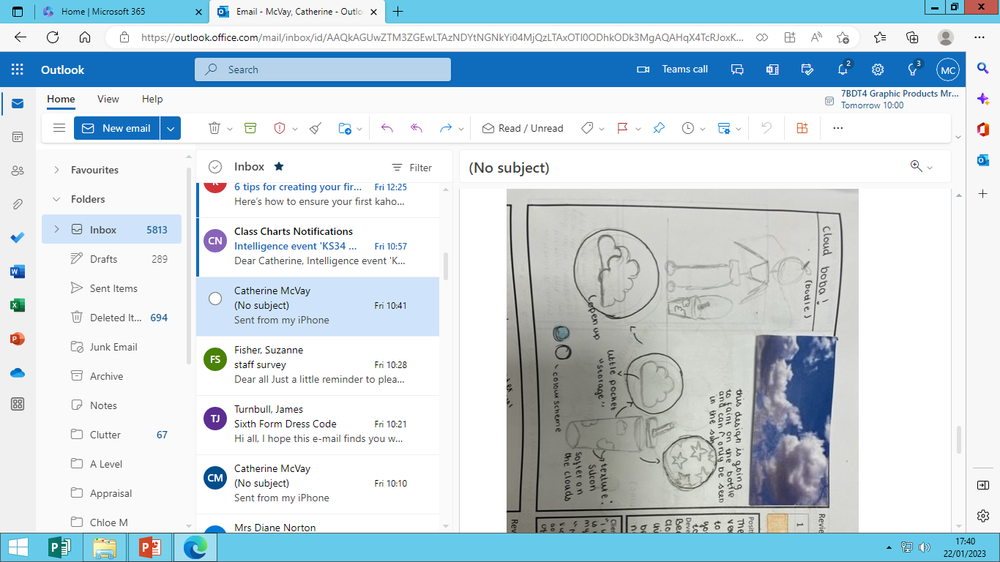 Home | Microsoft 365
Email - McVay, Catherine - Outlo
https://outlook.office.com/mail/inbox/id/AAQkAGUwZTM3ZGEwLTAzNDYtNGNkYi04MjQzLTAxOTI0ODhkODk3MgAQAHqX4TcRJoxK...
Outlook
Search
Teams call
2
3
MC
Home
View
Help
7BDT4 Graphic Products Mr...
Tomorrow 10:00
New email
Read / Unread
Favourites
Folders
Inbox 5813
Drafts 289
Sent Items
Deleted It... 694
Junk Email
Archive
Notes
Clutter 67
A Level
Appraisal
Chloe M
Inbox
Filter
6 tips for creating your fir... Fri 12:25
Here's how to ensure your first kaho...
CN
Class Charts Notifications
Intelligence event 'KS34 ... Fri 10:57
Dear Catherine, Intelligence event 'K...
Catherine McVay
(No subject) Fri 10:41
Sent from my iPhone
FS
Fisher, Suzanne
staff survey Fri 10:28
Dear all Just a little reminder to plea...
TJ
Turnbull, James
Sixth Form Dress Code Fri 10:21
Hi all, I hope this e-mail finds you w...
CM
Catherine McVay
(No subject) Fri 10:10
Sent from my iPhone
Mrs Diane Norton
(No subject)
cloud boba!
(bottle)
this design is going
to faint on the bottle
and can only be seen
in the sun
open up
little pocket
"storage"
colour scheme
texture:
softer on
the clouds
1
17:40
22/01/2023